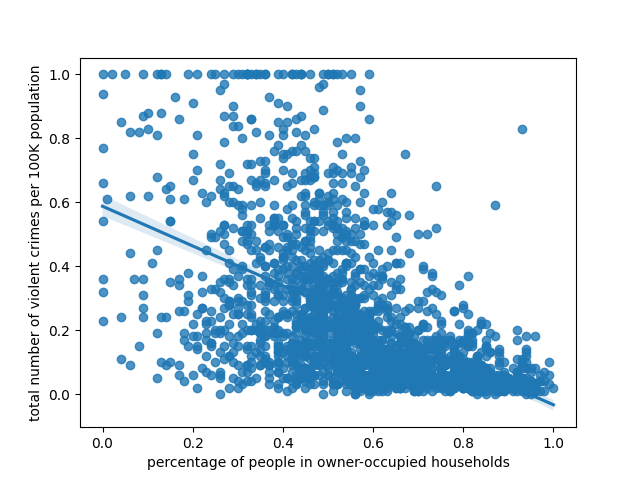 1.0
0.8
0.6
0.4
0.2
0.0
total number of violent crimes per 100K population
0.0 0.2 0.4 0.6 0.8 1.0
percentage of people in owner-occupied households